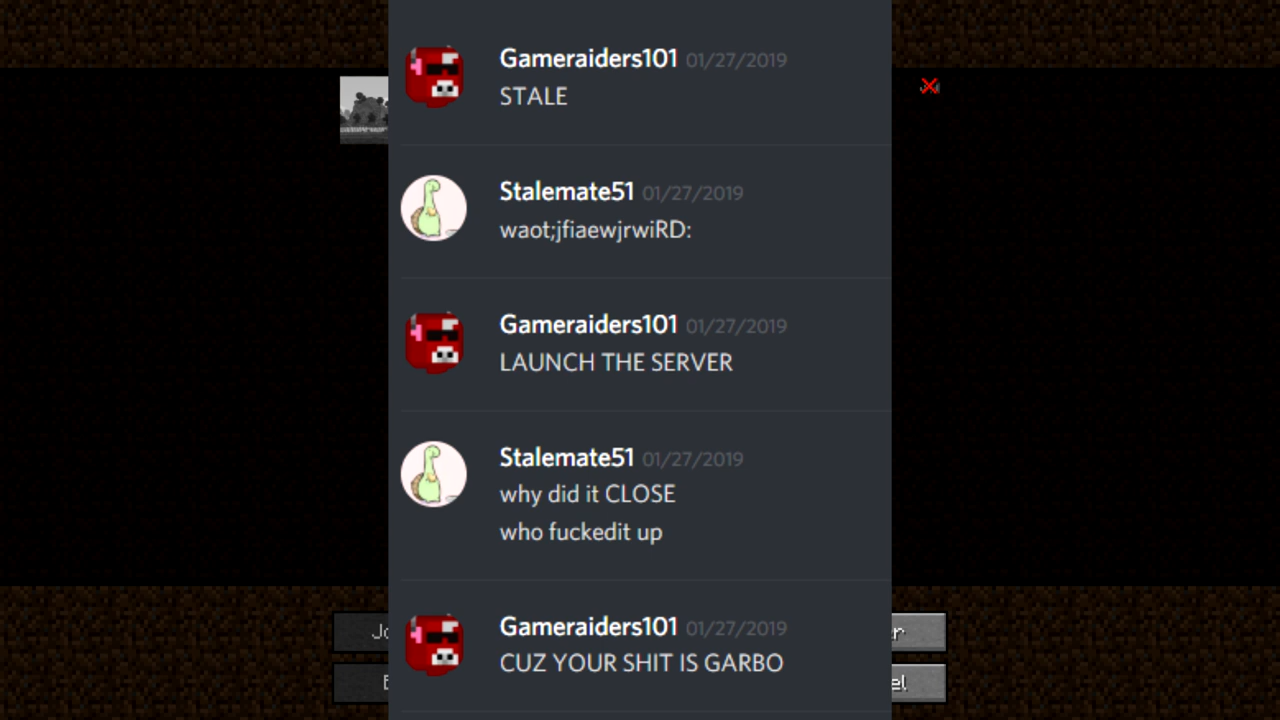 Gameraiders101 01/27/2019
STALE
Stalemate51 01/27/2019
waot;jfiaewjrwiRD:
Gameraiders101 01/27/2019
LAUNCH THE SERVER
Stalemate51 01/27/2019
why did it CLOSE
who fuckedit up
Gameraiders101 01/27/2019
CUZ YOUR SHIT IS GARBO